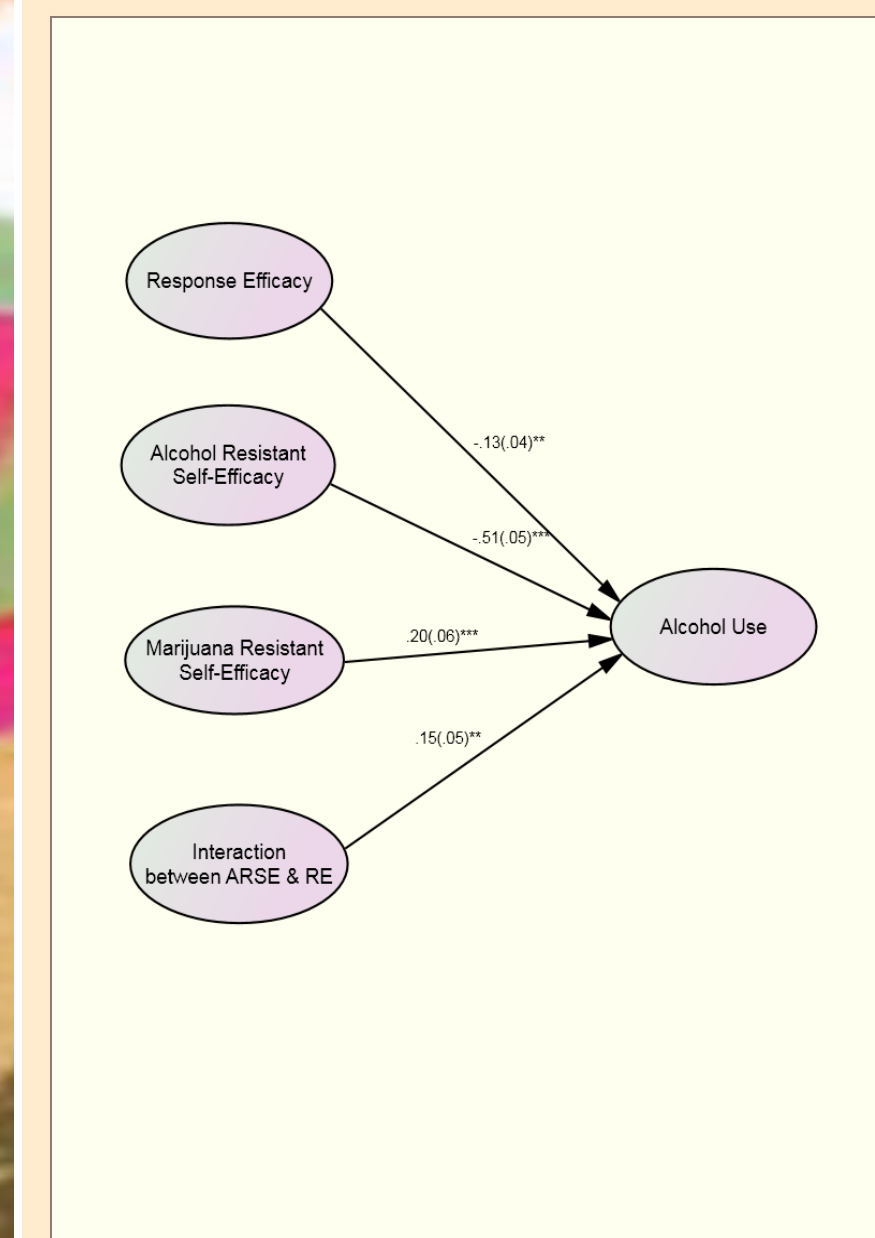 Response Efficacy
-.13(.04)**
Alcohol Resistant
Self-Efficacy
-.51(.05)***
Alcohol Use
.20(.06)***
Marijuana Resistant
Self-Efficacy
.15(.05)**
Interaction
between ARSE & RE